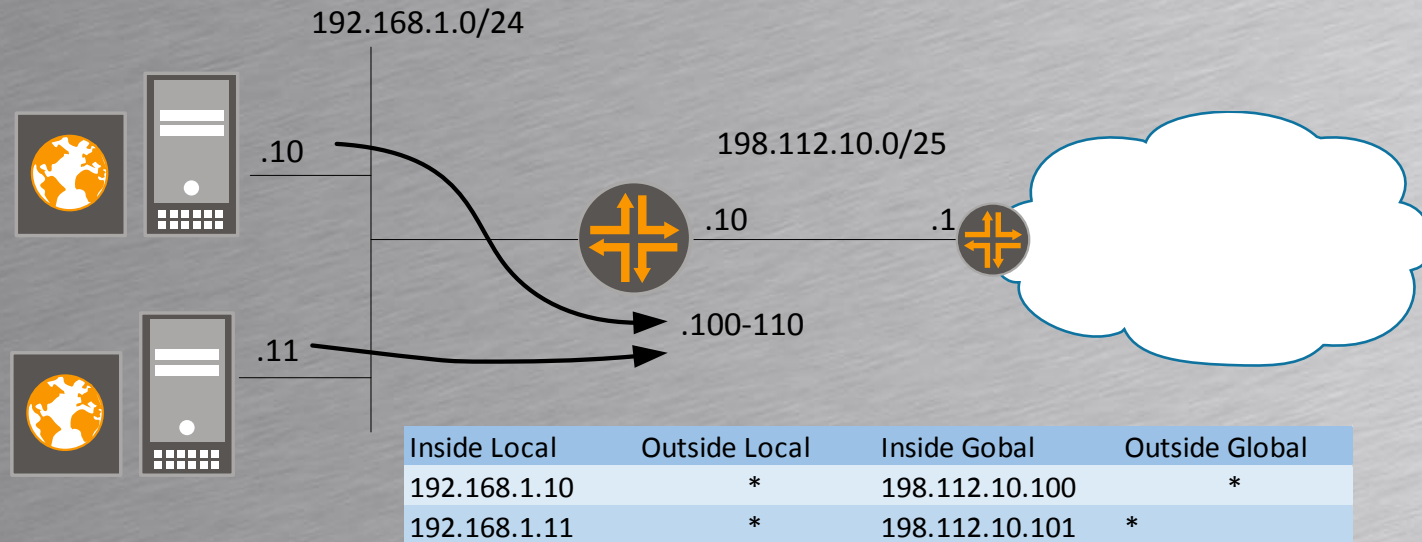 192.168.1.0/24
.10
198.112.10.0/25
.10
.1
.100-110
.11
Inside Local Outside Local Inside Gobal Outside Global
192.168.1.10 * 198.112.10.100 *
192.168.1.11 * 198.112.10.101 *